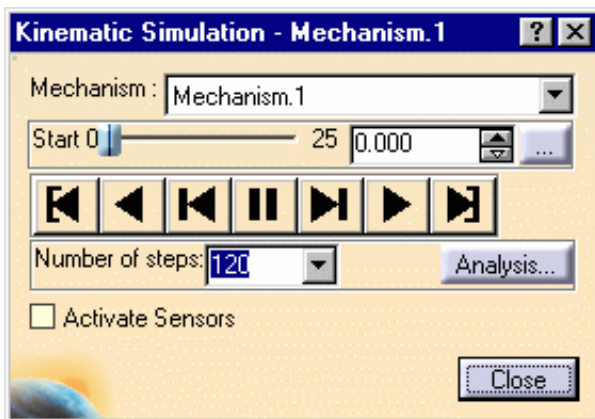 Kinematic Simulation - Mechanism.1
Mechanism : Mechanism.1
Start 0 25 0.000 ...
Number of steps: 120 Analysis...
Activate Sensors
Close